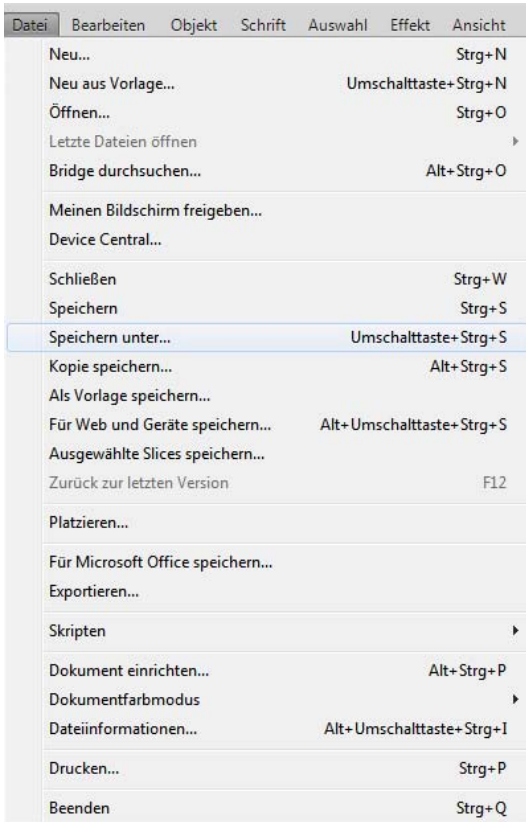 Datei Bearbeiten Objekt Schrift Auswahl Effekt Ansicht
Neu... Strg+N
Neu aus Vorlage... Umschalttaste+Strg+N
Öffnen... Strg+O
Letzte Dateien öffnen
Bridge durchsuchen... Alt+Strg+O
Meinen Bildschirm freigeben...
Device Central...
Schließen Strg+W
Speichern Strg+S
Speichern unter... Umschalttaste+Strg+S
Kopie speichern... Alt+Strg+S
Als Vorlage speichern...
Für Web und Geräte speichern... Alt+Umschalttaste+Strg+S
Ausgewählte Slices speichern...
Zurück zur letzten Version F12
Platzieren...
Für Microsoft Office speichern...
Exportieren...
Skripten
Dokument einrichten... Alt+Strg+P
Dokumentfarbmodus
Dateiinformationen... Alt+Umschalttaste+Strg+I
Drucken... Strg+P
Beenden Strg+Q